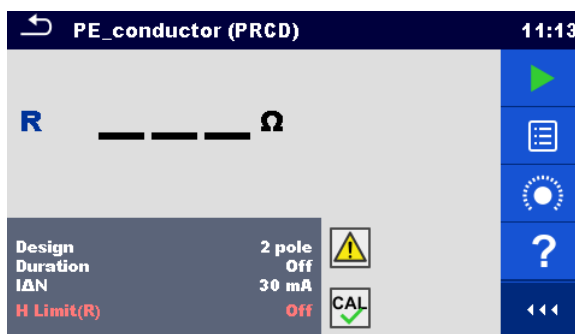 PE_conductor (PRCD) 11:13
R _ _ _ Ω
Design 2 pole
Duration Off
IΔN 30 mA
H Limit(R) Off
CAL
?